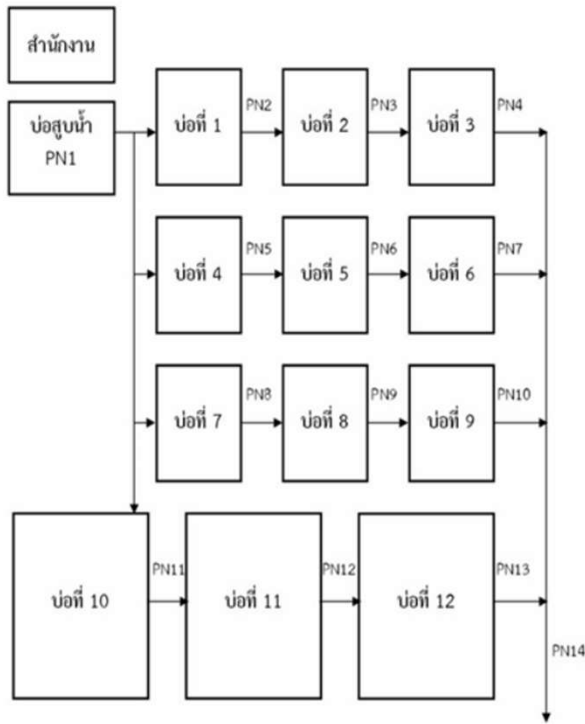 สำนักงาน
บ่อสูบน้ำ
PN1
บ่อที่ 1
PN2
บ่อที่ 2
PN3
บ่อที่ 3
PN4
บ่อที่ 4
PN5
บ่อที่ 5
PN6
บ่อที่ 6
PN7
บ่อที่ 7
PN8
บ่อที่ 8
PN9
บ่อที่ 9
PN10
บ่อที่ 10
PN11
บ่อที่ 11
PN12
บ่อที่ 12
PN13
PN14